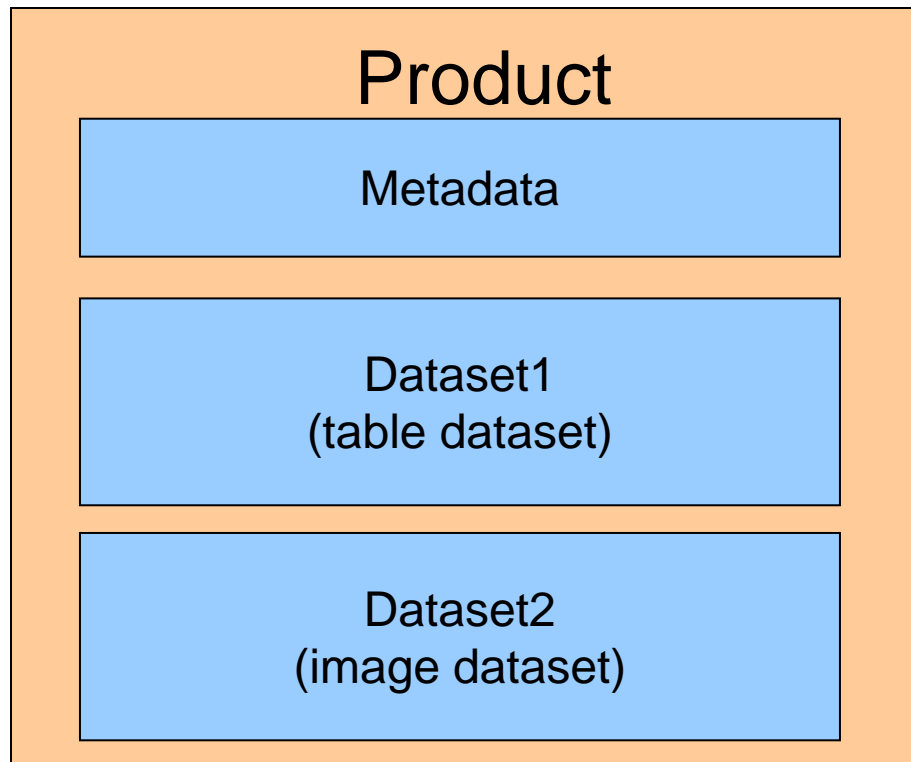 Product
Metadata
Dataset1
(table dataset)
Dataset2
(image dataset)